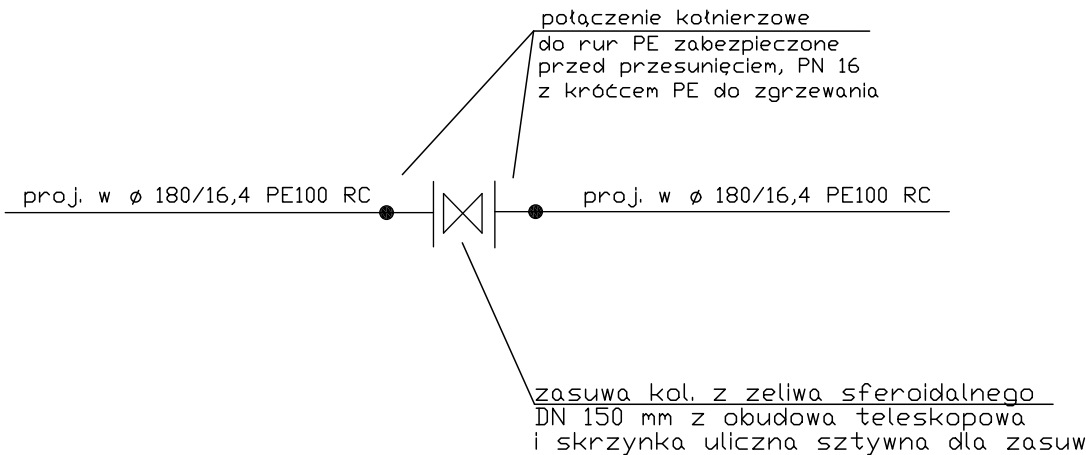 połączenie kołnierzowe
do rur PE zabezpieczone
przed przesunięciem, PN 16
z króćcem PE do zgrzewania
proj. w ø 180/16,4 PE100 RC
proj. w ø 180/16,4 PE100 RC
zasuwa kol. z zeliwa sferoidalnego
DN 150 mm z obudowa teleskopowa
i skrzynka uliczna sztywna dla zasuw